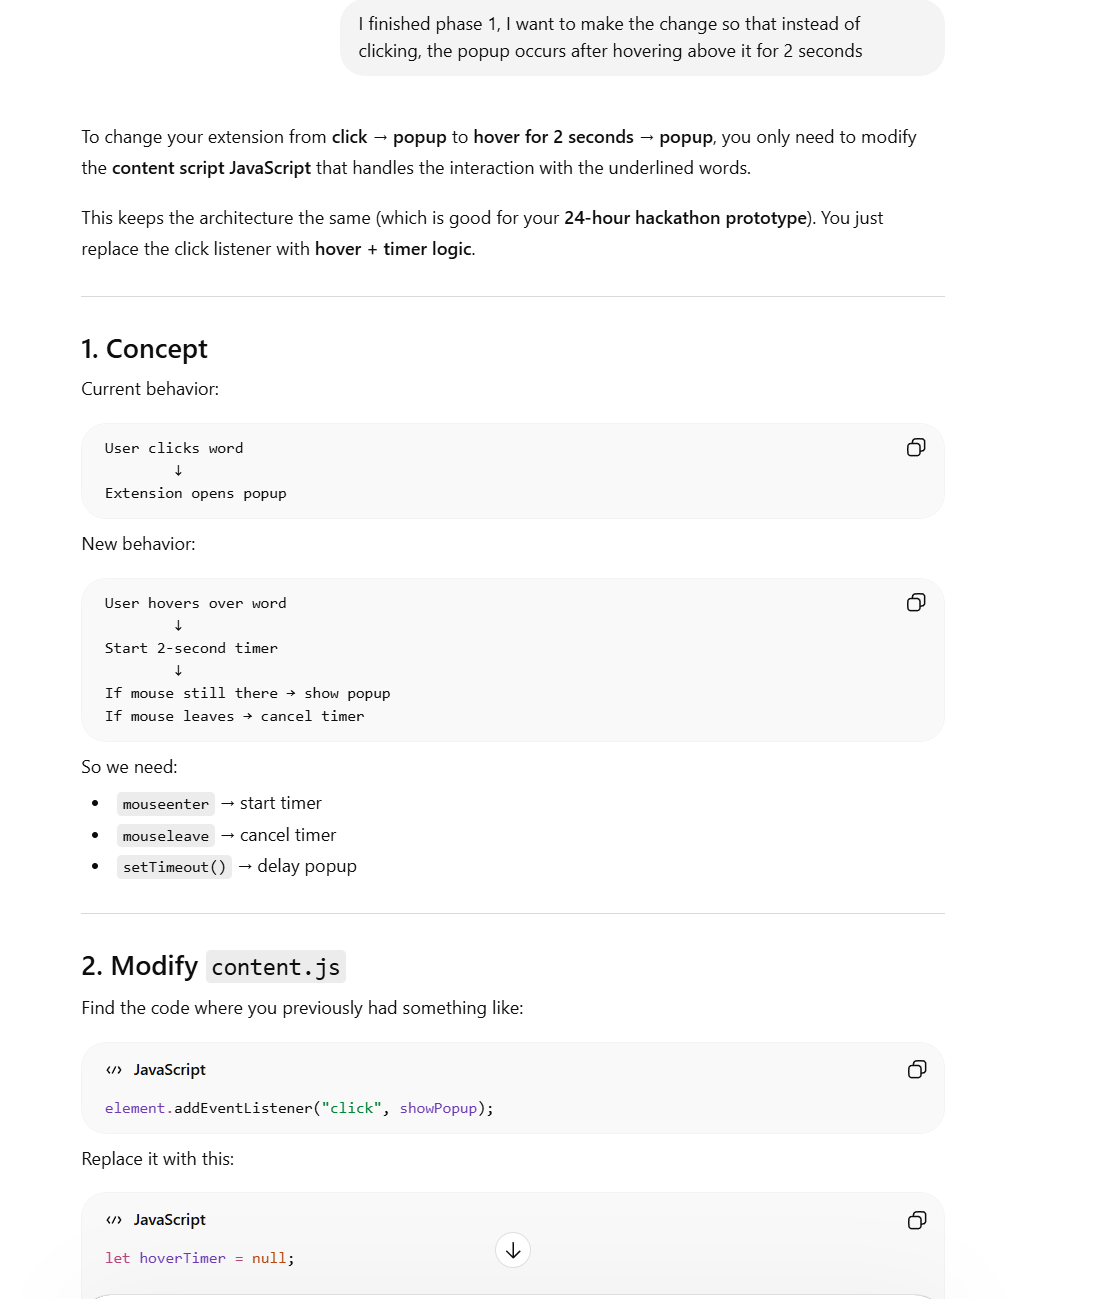 I finished phase 1, I want to make the change so that instead of
clicking, the popup occurs after hovering above it for 2 seconds
To change your extension from click → popup to hover for 2 seconds → popup, you only need to modify
the content script JavaScript that handles the interaction with the underlined words.
This keeps the architecture the same (which is good for your 24-hour hackathon prototype). You just
replace the click listener with hover + timer logic.
1. Concept
Current behavior:
User clicks word
↓
Extension opens popup
New behavior:
User hovers over word
↓
Start 2-second timer
↓
If mouse still there → show popup
If mouse leaves → cancel timer
So we need:
• mouseenter → start timer
• mouseleave → cancel timer
• setTimeout() → delay popup
2. Modify content.js
Find the code where you previously had something like:
</> JavaScript
element.addEventListener("click", showPopup);
Replace it with this:
</> JavaScript
let hoverTimer = null;